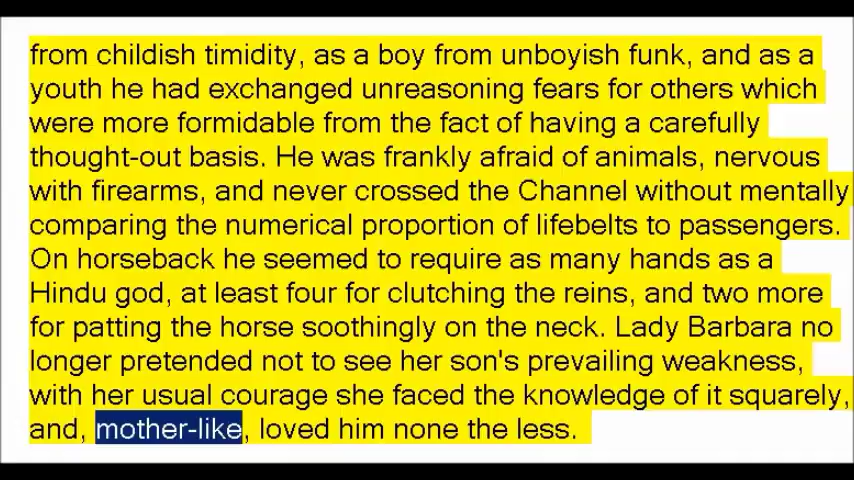 from childish timidity, as a boy from unboyish funk, and as a
youth he had exchanged unreasoning fears for others which
were more formidable from the fact of having a carefully
thought-out basis. He was frankly afraid of animals, nervous
with firearms, and never crossed the Channel without mentally
comparing the numerical proportion of lifebelts to passengers.
On horseback he seemed to require as many hands as a
Hindu god, at least four for clutching the reins, and two more
for patting the horse soothingly on the neck. Lady Barbara no
longer pretended not to see her son's prevailing weakness,
with her usual courage she faced the knowledge of it squarely,
and, mother-like, loved him none the less.